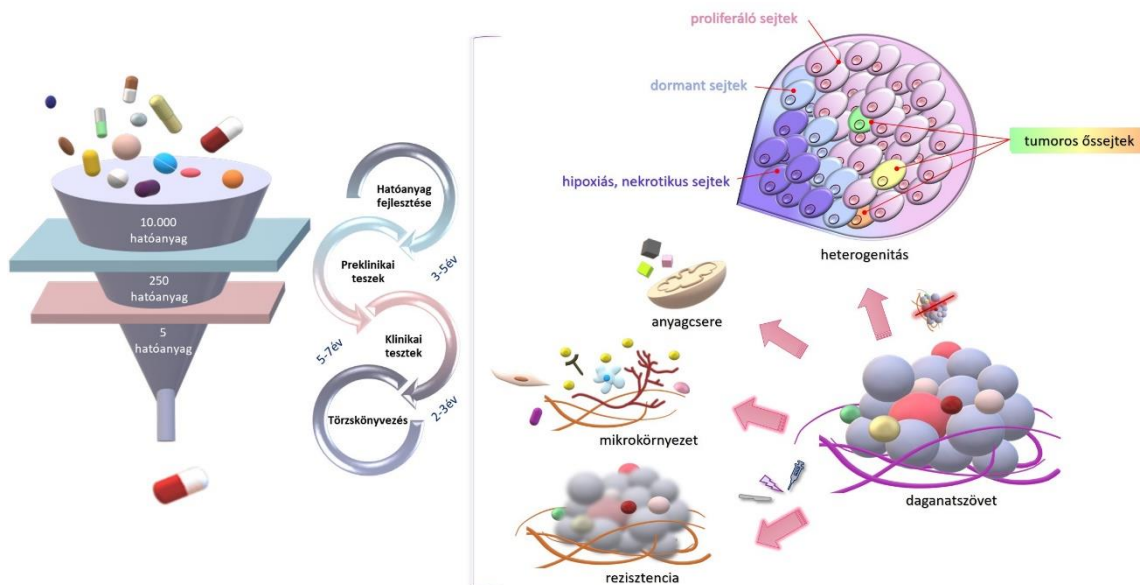 10.000
hatóanyag
250
hatóanyag
5
hatóanyag
Hatóanyag
fejlesztése
3-5év
Preklinikai
teszek
5-7év
Klinikai
tesztek
2-3év
Törzskönyvezés
proliferáló sejtek
dormant sejtek
tumoros őssejtek
hipoxiás, nekrotikus sejtek
heterogenitás
anyagcsere
mikrokörnyezet
daganatszövet
rezisztencia